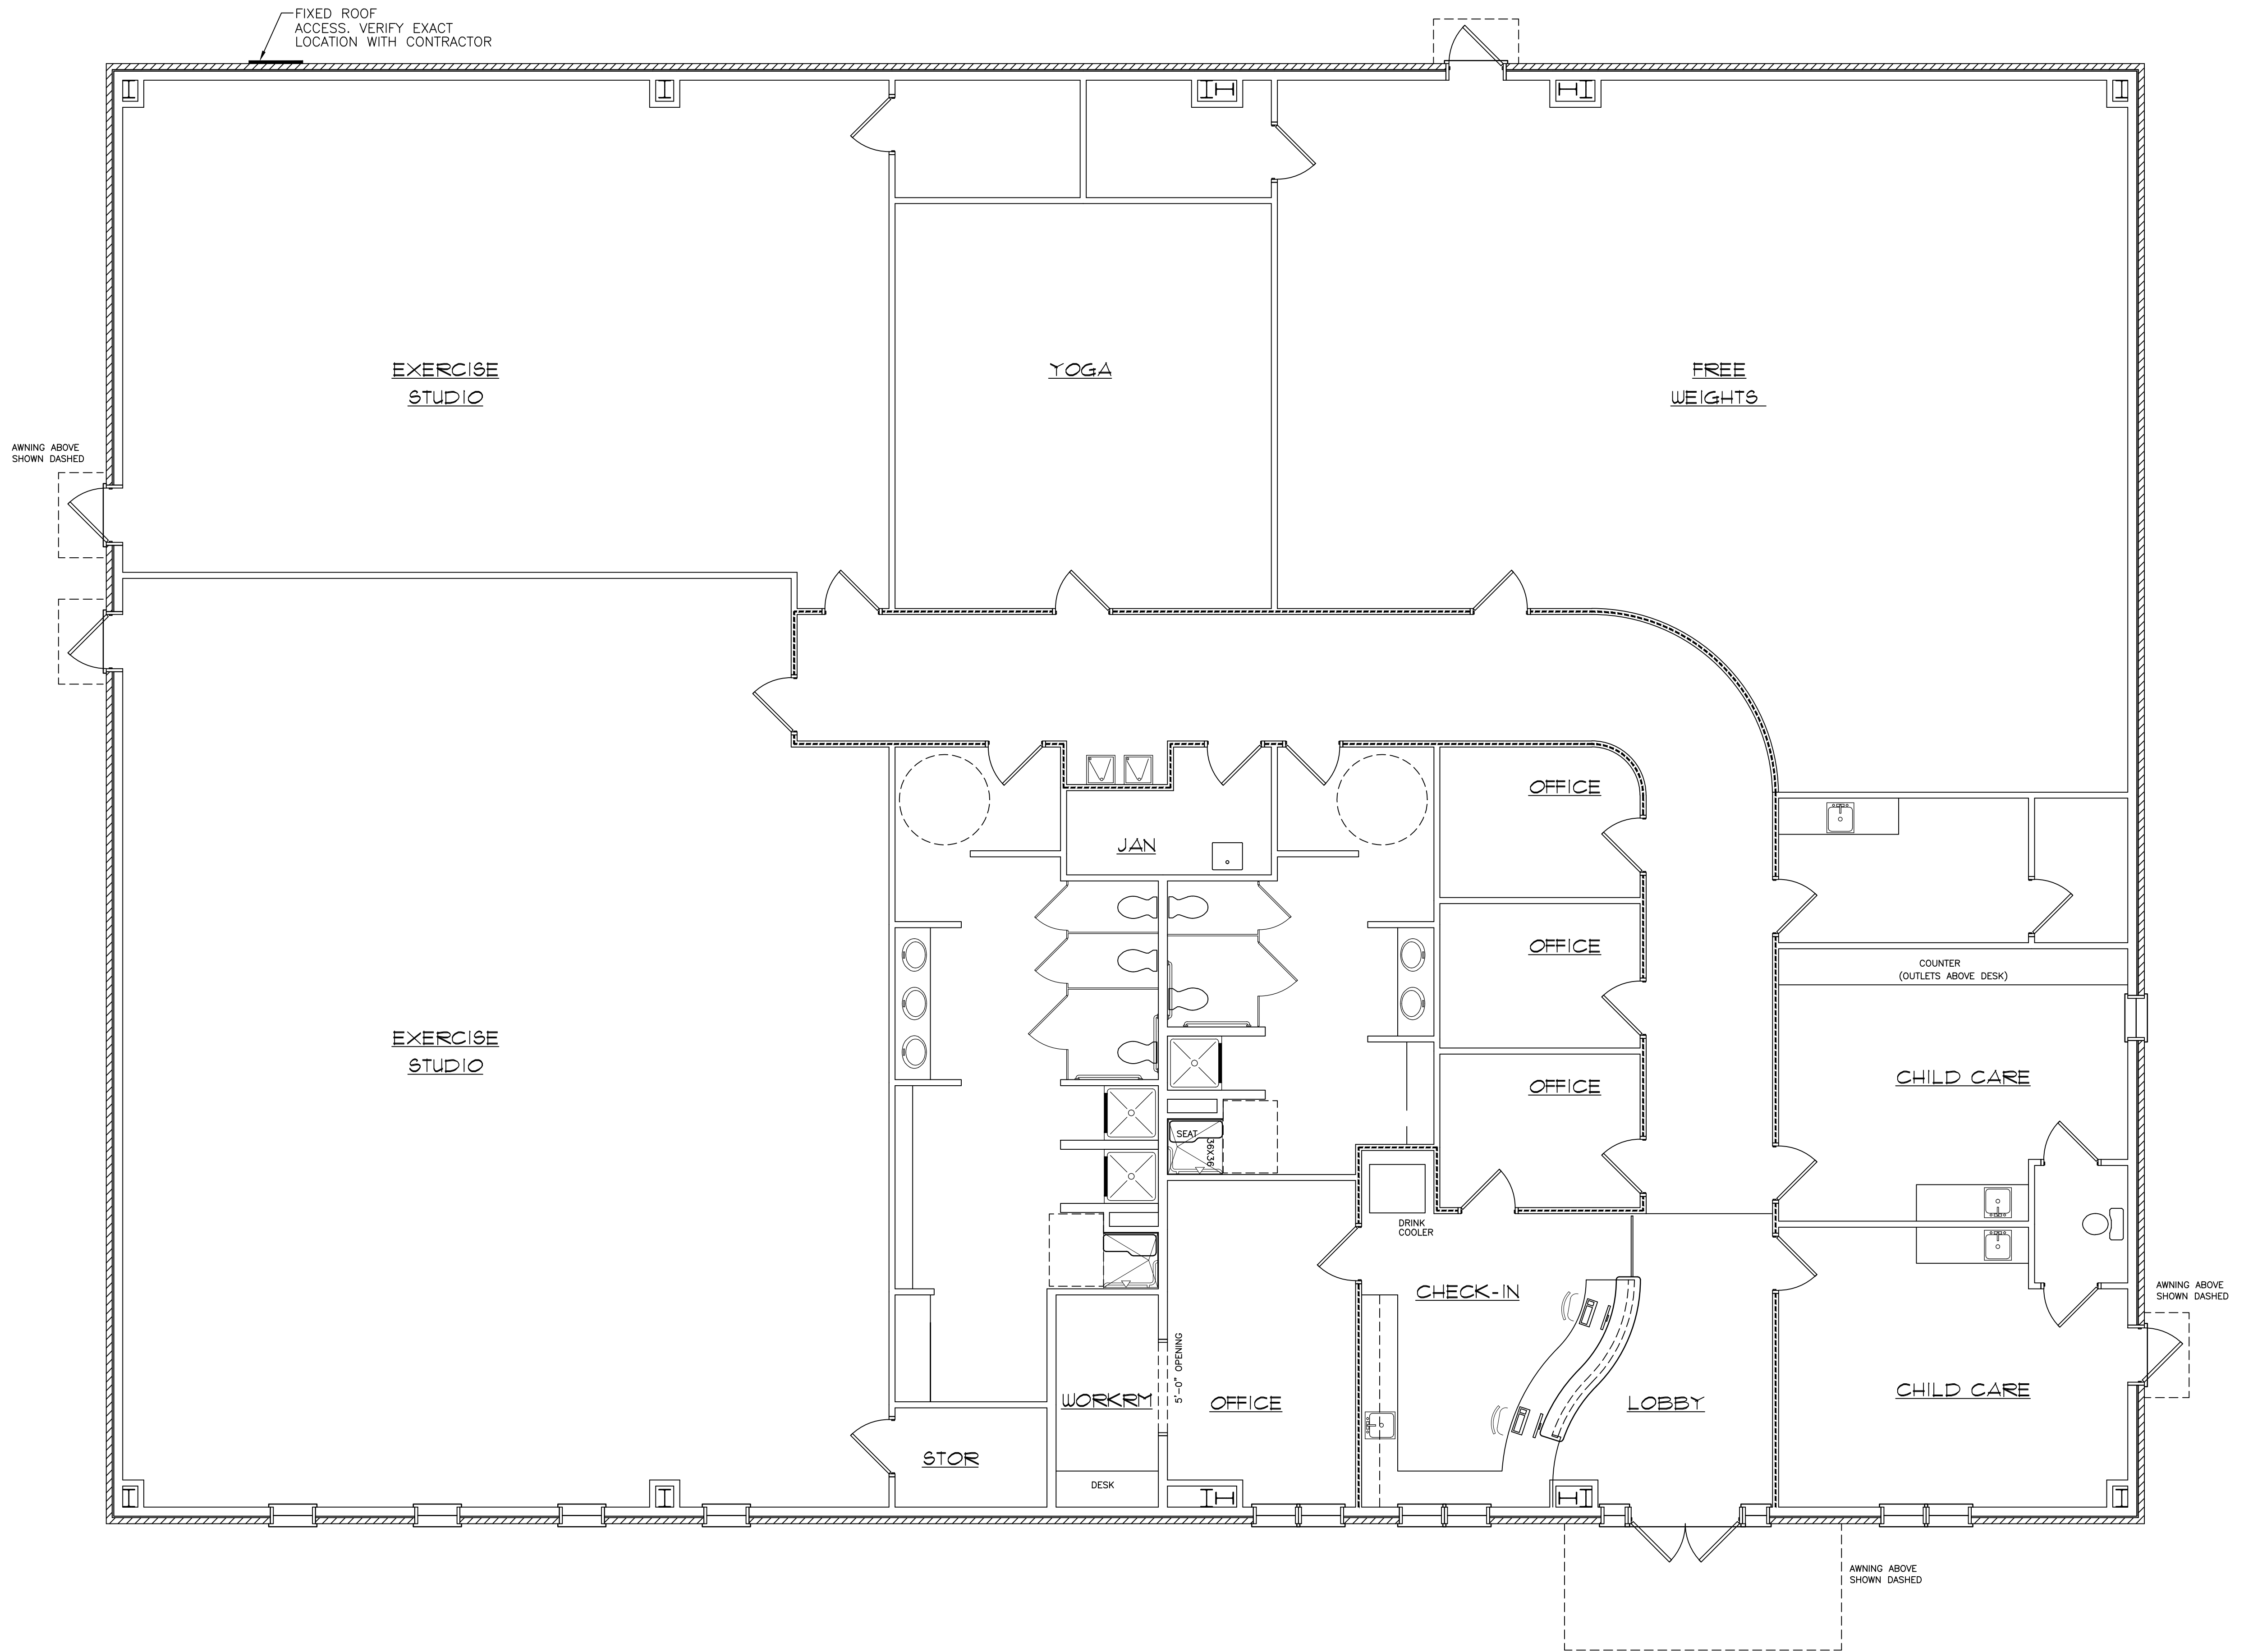 FIXED ROOF
ACCESS. VERIFY EXACT
LOCATION WITH CONTRACTOR
EXERCISE
STUDIO
YOGA
FREE
WEIGHTS
AWNING ABOVE
SHOWN DASHED
OFFICE
JAN
OFFICE
COUNTER
(OUTLETS ABOVE DESK)
EXERCISE
STUDIO
CHILD CARE
OFFICE
SEAT
36X36
DRINK
COOLER
CHECK-IN
AWNING ABOVE
SHOWN DASHED
5'-0" OPENING
WORKRM
OFFICE
LOBBY
CHILD CARE
STOR
DESK
AWNING ABOVE
SHOWN DASHED